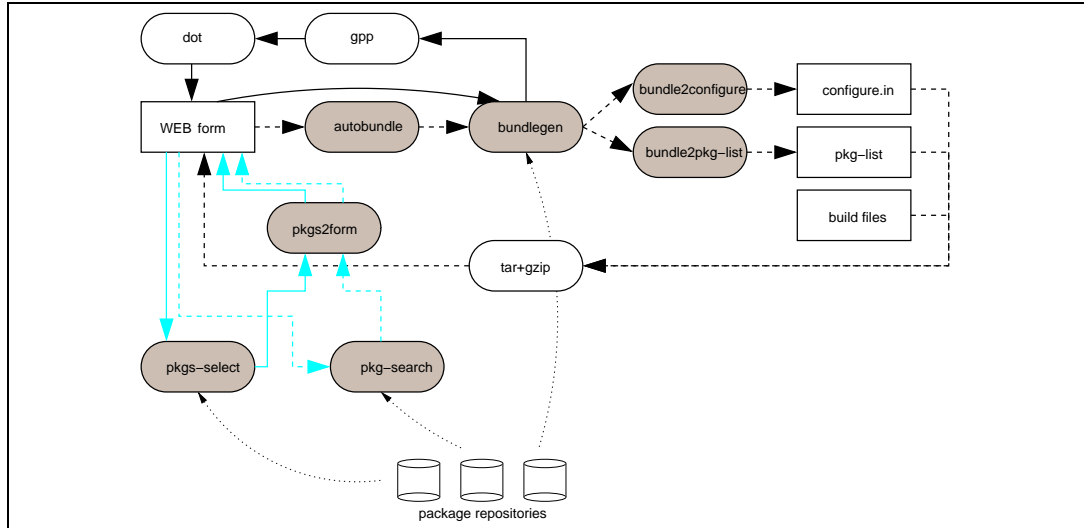 dot
gpp
bundle2configure
configure.in
WEB form
autobundle
bundlegen
bundle2pkg-list
pkg-list
build files
pkgs2form
tar+gzip
pkgs-select
pkg-search
package repositories